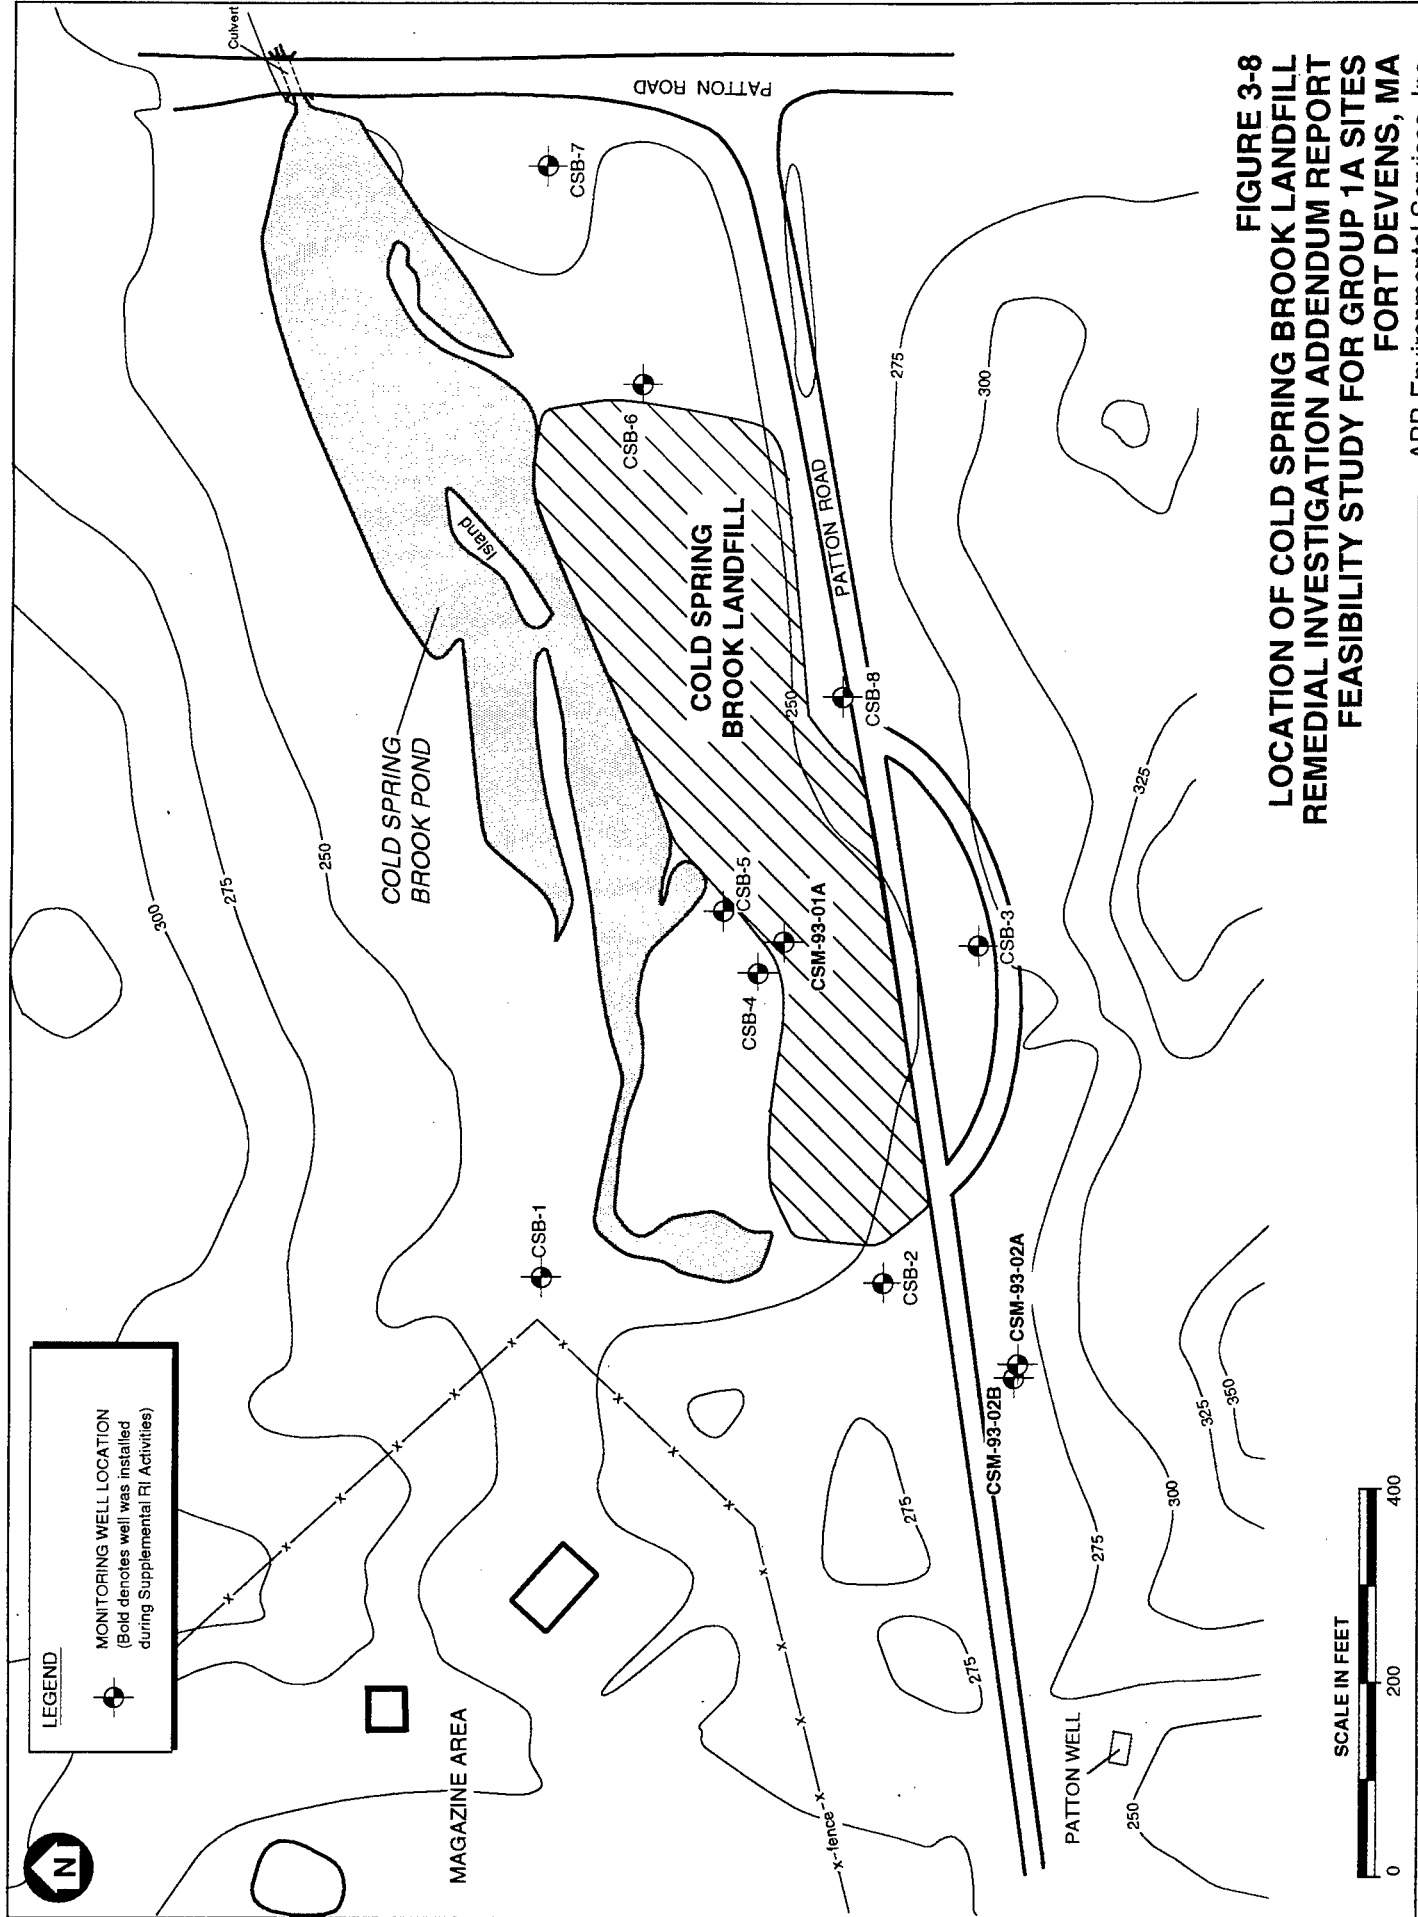 LEGEND
MONITORING WELL LOCATION
(Bold denotes well was installed
during Supplemental RI Activities)
N
Culvert
PATTON ROAD
CSB-7
300
275
250
COLD SPRING
BROOK POND
Island
CSB-6
COLD SPRING
BROOK LANDFILL
CSB-1
CSB-5
CSB-4
CSM-93-01A
250
PATTON ROAD
CSB-8
275
300
MAGAZINE AREA
CSB-2
CSB-3
325
x-fence-x
275
275
CSM-93-02B
CSM-93-02A
PATTON WELL
250
275
300
325
350
SCALE IN FEET
0
200
400
FIGURE 3-8
LOCATION OF COLD SPRING BROOK LANDFILL
REMEDIAL INVESTIGATION ADDENDUM REPORT
FEASIBILITY STUDY FOR GROUP 1A SITES
FORT DEVENS, MA